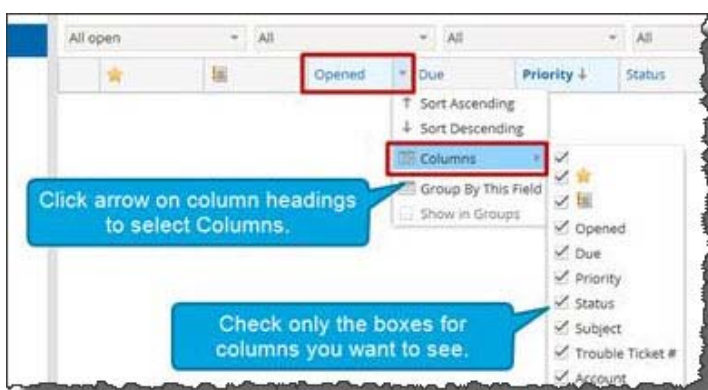 All open All All All
Opened Due Priority ↓ Status
Sort Ascending
Sort Descending
Columns
Group By This Field
Show in Groups
Click arrow on column headings
to select Columns.
Opened
Due
Priority
Status
Subject
Trouble Ticket #
Account
Check only the boxes for
columns you want to see.